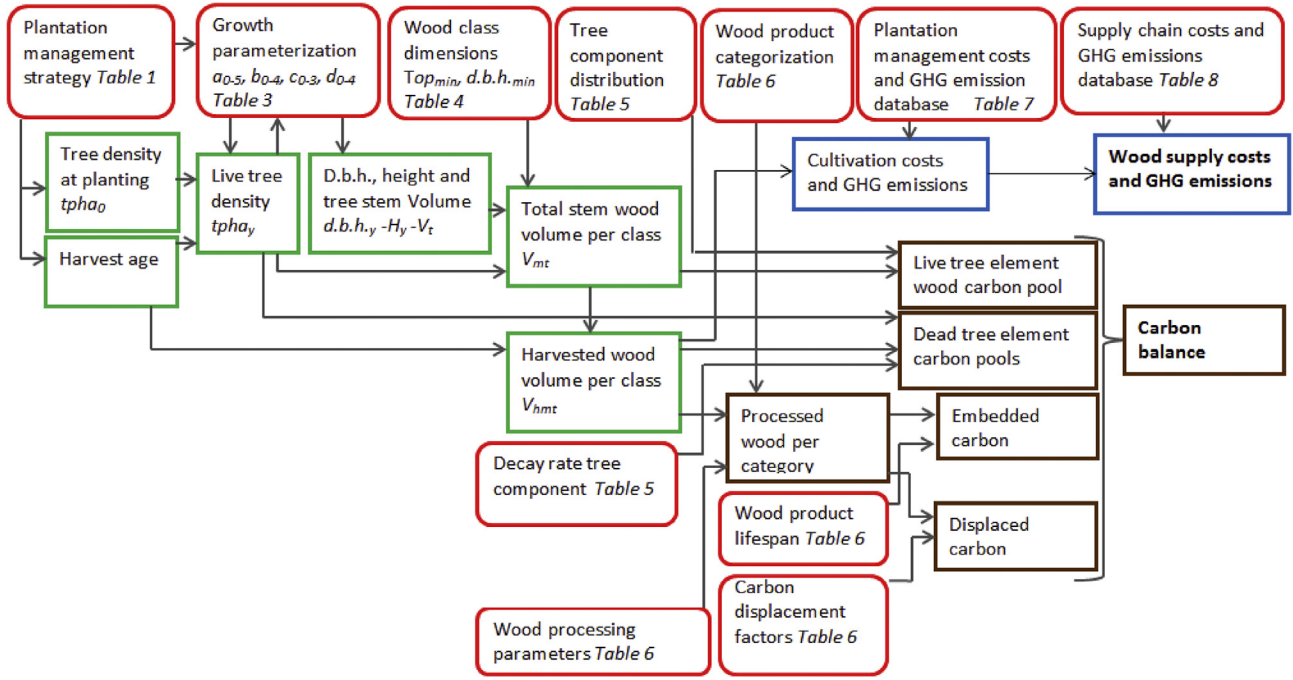 Plantation
management
strategy Table 1
Growth
parameterization
a0-5, b0-4, c0-3, d0-4
Table 3
Wood class
dimensions
Topmin, d.b.h.min
Table 4
Tree
component
distribution
Table 5
Wood product
categorization
Table 6
Plantation
management costs
and GHG emission
database Table 7
Supply chain costs and
GHG emissions
database Table 8
Tree density
at planting
tpha0
Harvest age
Live tree
density
tphay
D.b.h., height and
tree stem Volume
d.b.h.y -Hy -Vt
Total stem wood
volume per class
Vmt
Cultivation costs
and GHG emissions
Wood supply costs
and GHG emissions
Live tree element
wood carbon pool
Dead tree element
carbon pools
Carbon
balance
Harvested wood
volume per class
Vhmt
Processed
wood per
category
Embedded
carbon
Decay rate tree
component Table 5
Wood product
lifespan Table 6
Displaced
carbon
Carbon
displacement
factors Table 6
Wood processing
parameters Table 6